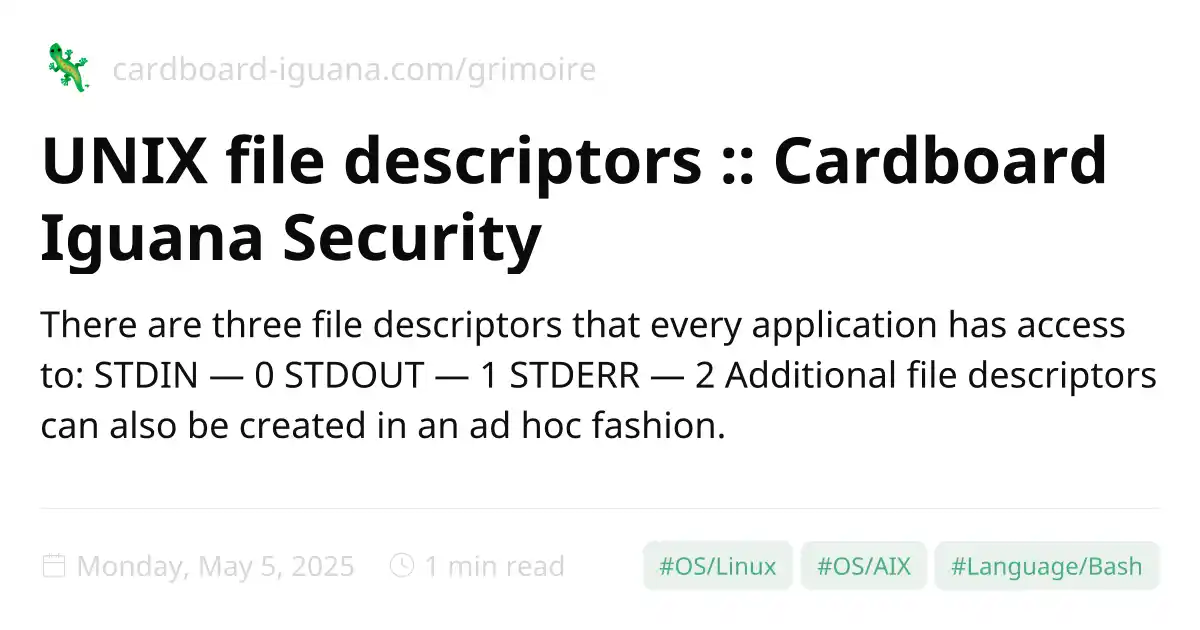 cardboard-iguana.com/grimoire
UNIX file descriptors :: Cardboard
Iguana Security
There are three file descriptors that every application has access
to: STDIN — 0 STDOUT — 1 STDERR — 2 Additional file descriptors
can also be created in an ad hoc fashion.
Monday, May 5, 2025 1 min read #OS/Linux #OS/AIX #Language/Bash